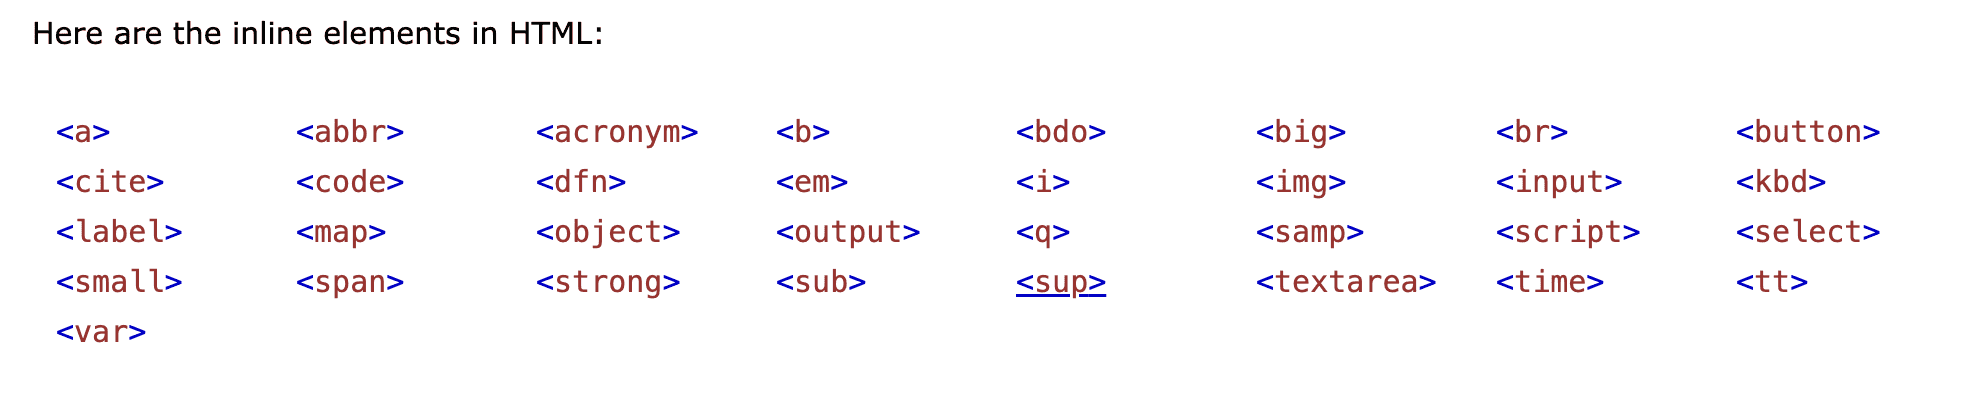 Here are the inline elements in HTML:
<a> <abbr> <acronym> <b> <bdo> <big> <br> <button>
<cite> <code> <dfn> <em> <i> <img> <input> <kbd>
<label> <map> <object> <output> <q> <samp> <script> <select>
<small> <span> <strong> <sub> <sup> <textarea> <time> <tt>
<var>